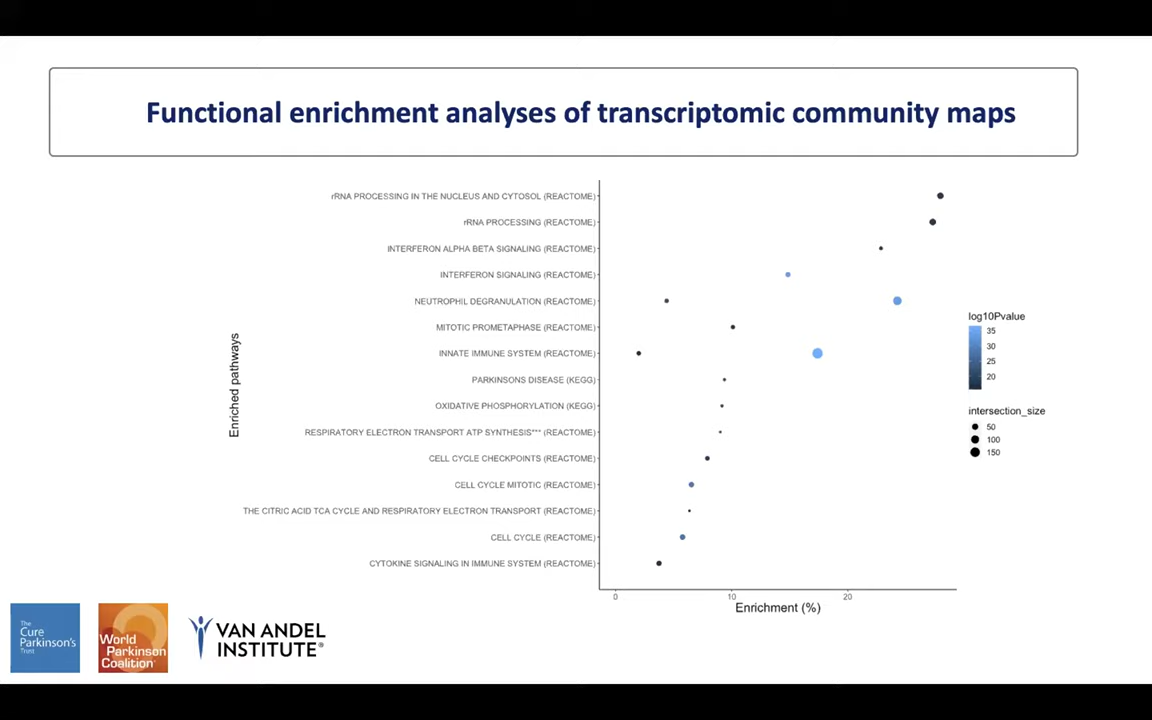 Functional enrichment analyses of transcriptomic community maps
rRNA PROCESSING IN THE NUCLEUS AND CYTOSOL (REACTOME)
rRNA PROCESSING (REACTOME)
INTERFERON ALPHA BETA SIGNALING (REACTOME)
INTERFERON SIGNALING (REACTOME)
NEUTROPHIL DEGRANULATION (REACTOME)
MITOTIC PROMETAPHASE (REACTOME)
INNATE IMMUNE SYSTEM (REACTOME)
PARKINSONS DISEASE (KEGG)
OXIDATIVE PHOSPHORYLATION (KEGG)
RESPIRATORY ELECTRON TRANSPORT ATP SYNTHESIS*** (REACTOME)
CELL CYCLE CHECKPOINTS (REACTOME)
CELL CYCLE MITOTIC (REACTOME)
THE CITRIC ACID TCA CYCLE AND RESPIRATORY ELECTRON TRANSPORT (REACTOME)
CELL CYCLE (REACTOME)
CYTOKINE SIGNALING IN IMMUNE SYSTEM (REACTOME)
Enriched pathways
0 10 20
Enrichment (%)
log10Pvalue
35
30
25
20
intersection_size
50
100
150
The
Cure
Parkinson's
Trust
World
Parkinson
Coalition
VAN ANDEL
INSTITUTE®